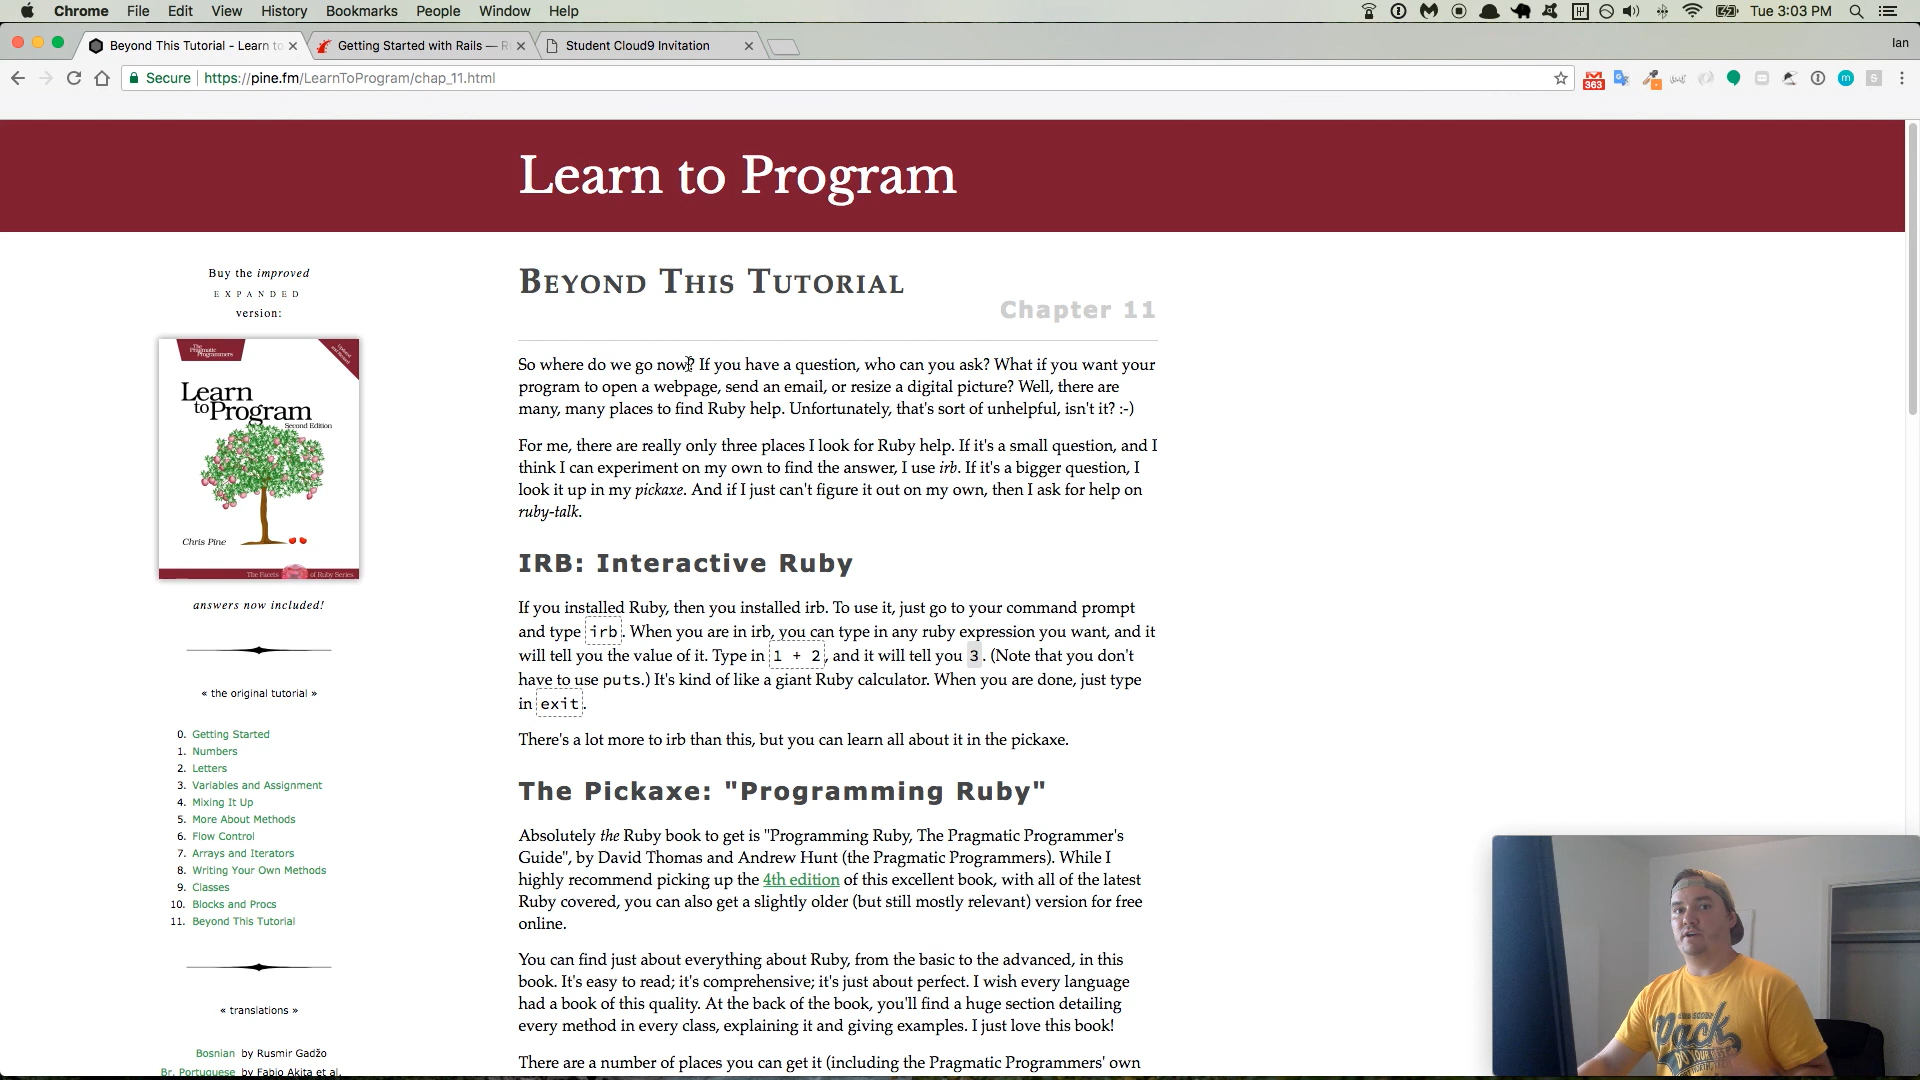 Chrome File Edit View History Bookmarks People Window Help Tue 3:03 PM
Beyond This Tutorial - Learn to Getting Started with Rails — R Student Cloud9 Invitation Ian
Secure https://pine.fm/LearnToProgram/chap_11.html 363
Learn to Program
Buy the improved
EXPANDED
version:
The Pragmatic Programmers
Learn
to Program
Second Edition
Chris Pine
The Facets of Ruby Series
answers now included!
« the original tutorial »
0. Getting Started
1. Numbers
2. Letters
3. Variables and Assignment
4. Mixing It Up
5. More About Methods
6. Flow Control
7. Arrays and Iterators
8. Writing Your Own Methods
9. Classes
10. Blocks and Procs
11. Beyond This Tutorial
« translations »
Bosnian by Rusmir Gadžo
Br. Portuguese by Fabio Akita et al.
BEYOND THIS TUTORIAL
Chapter 11
So where do we go now? If you have a question, who can you ask? What if you want your
program to open a webpage, send an email, or resize a digital picture? Well, there are
many, many places to find Ruby help. Unfortunately, that's sort of unhelpful, isn't it? :-)
For me, there are really only three places I look for Ruby help. If it's a small question, and I
think I can experiment on my own to find the answer, I use irb. If it's a bigger question, I
look it up in my pickaxe. And if I just can't figure it out on my own, then I ask for help on
ruby-talk.
IRB: Interactive Ruby
If you installed Ruby, then you installed irb. To use it, just go to your command prompt
and type irb. When you are in irb, you can type in any ruby expression you want, and it
will tell you the value of it. Type in 1 + 2, and it will tell you 3. (Note that you don't
have to use puts.) It's kind of like a giant Ruby calculator. When you are done, just type
in exit.
There's a lot more to irb than this, but you can learn all about it in the pickaxe.
The Pickaxe: "Programming Ruby"
Absolutely the Ruby book to get is "Programming Ruby, The Pragmatic Programmer's
Guide", by David Thomas and Andrew Hunt (the Pragmatic Programmers). While I
highly recommend picking up the 4th edition of this excellent book, with all of the latest
Ruby covered, you can also get a slightly older (but still mostly relevant) version for free
online.
You can find just about everything about Ruby, from the basic to the advanced, in this
book. It's easy to read; it's comprehensive; it's just about perfect. I wish every language
had a book of this quality. At the back of the book, you'll find a huge section detailing
every method in every class, explaining it and giving examples. I just love this book!
There are a number of places you can get it (including the Pragmatic Programmers' own
Pack